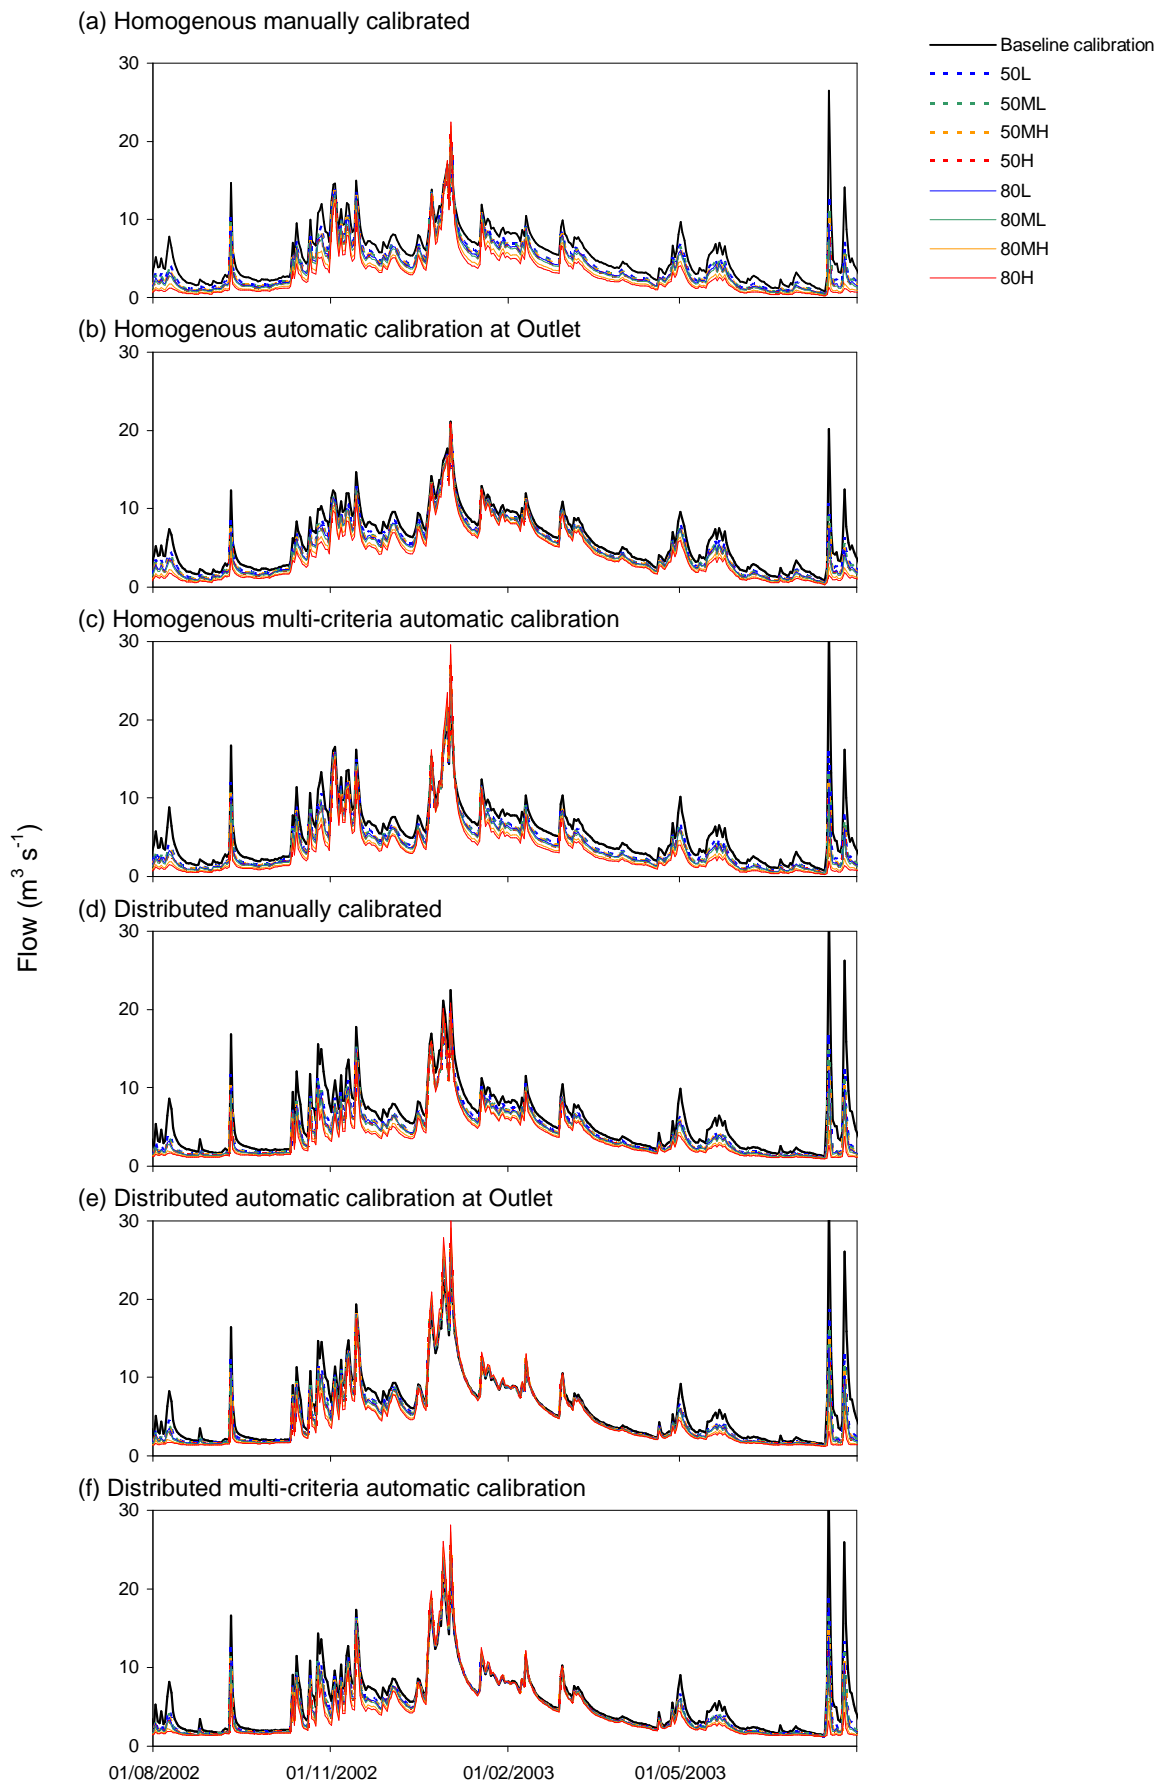 (a) Homogenous manually calibrated
30
20
10
0
Baseline calibration
50L
50ML
50MH
50H
80L
80ML
80MH
80H
(b) Homogenous automatic calibration at Outlet
30
20
10
0
(c) Homogenous multi-criteria automatic calibration
30
20
10
0
Flow (m³ s⁻¹)
(d) Distributed manually calibrated
30
20
10
0
(e) Distributed automatic calibration at Outlet
30
20
10
0
(f) Distributed multi-criteria automatic calibration
30
20
10
0
01/08/2002 01/11/2002 01/02/2003 01/05/2003